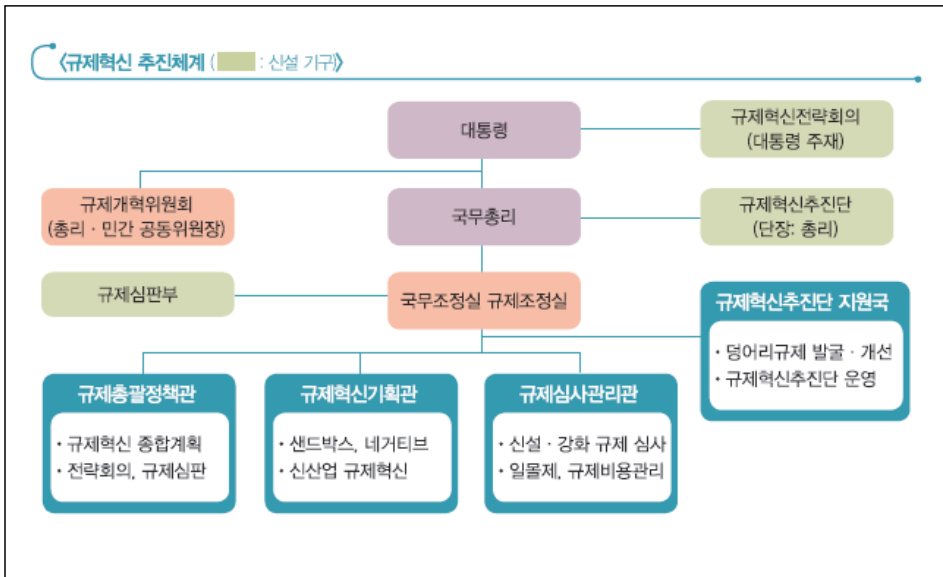 〈규제혁신 추진체계 ( : 신설 기구)〉
대통령
규제혁신전략회의
(대통령 주재)
규제개혁위원회
(총리 · 민간 공동위원장)
국무총리
규제혁신추진단
(단장: 총리)
규제심판부
국무조정실 규제조정실
규제혁신추진단 지원국
· 덩어리규제 발굴 · 개선
· 규제혁신추진단 운영
규제총괄정책관
· 규제혁신 종합계획
· 전략회의, 규제심판
규제혁신기획관
· 샌드박스, 네거티브
· 신산업 규제혁신
규제심사관리관
· 신설 · 강화 규제 심사
· 일몰제, 규제비용관리